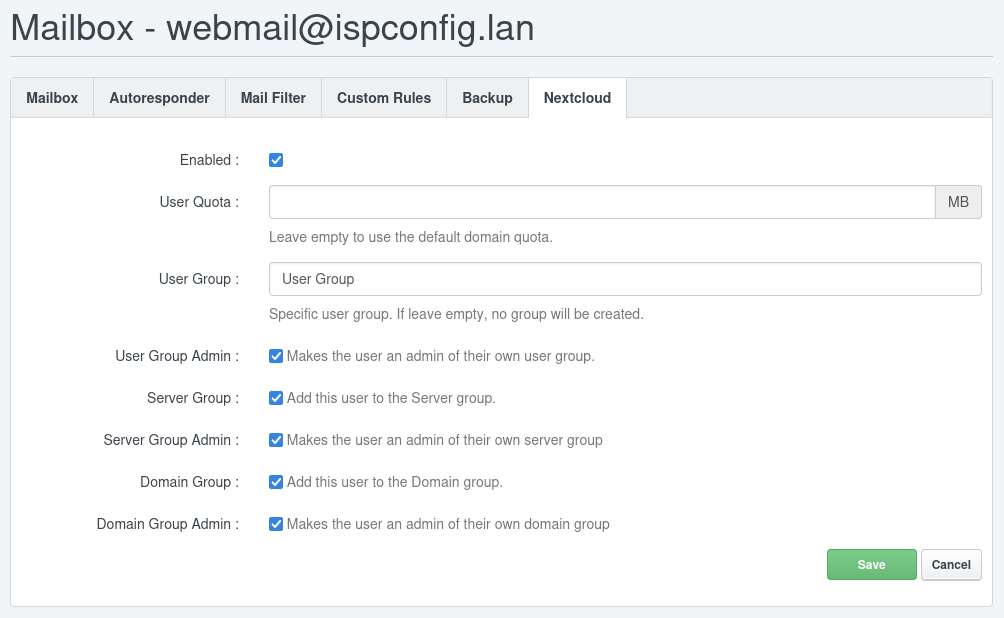 Mailbox - webmail@ispconfig.lan
Mailbox Autoresponder Mail Filter Custom Rules Backup Nextcloud
Enabled :
User Quota : MB
Leave empty to use the default domain quota.
User Group : User Group
Specific user group. If leave empty, no group will be created.
User Group Admin : Makes the user an admin of their own user group.
Server Group : Add this user to the Server group.
Server Group Admin : Makes the user an admin of their own server group
Domain Group : Add this user to the Domain group.
Domain Group Admin : Makes the user an admin of their own domain group
Save Cancel